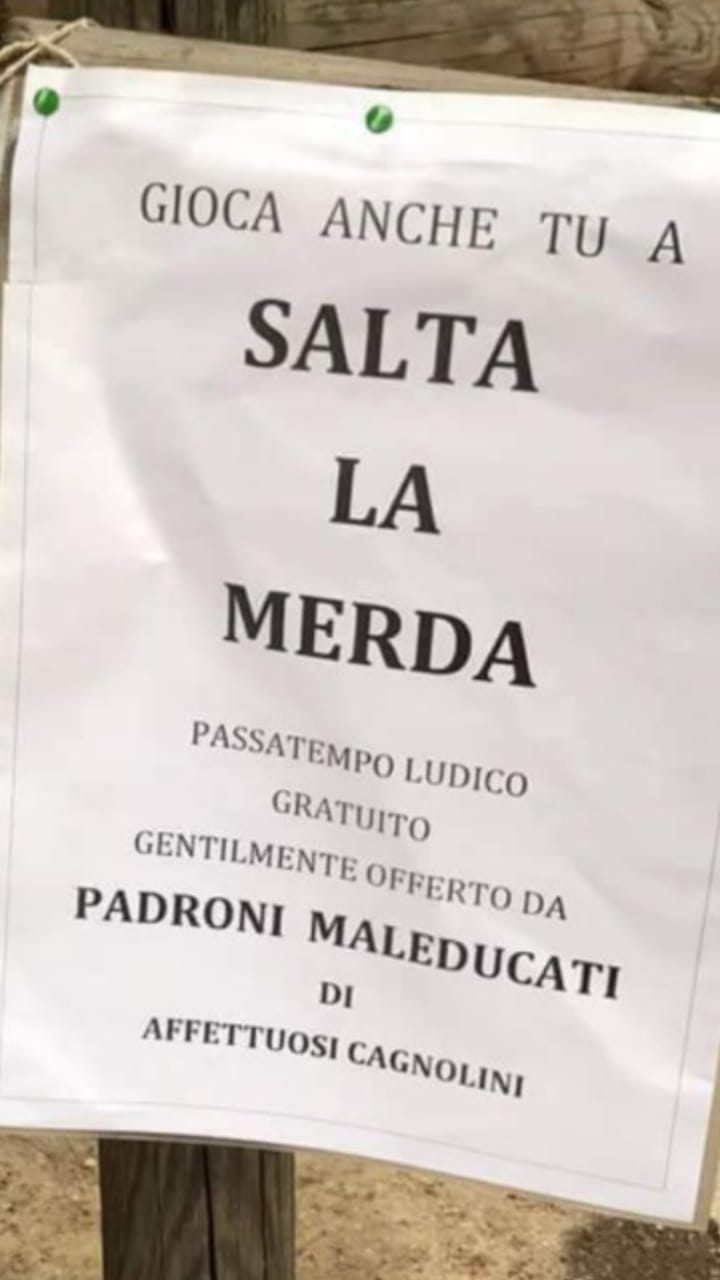 GIOCA ANCHE TU A
SALTA
LA
MERDA
PASSATEMPO LUDICO
GRATUITO
GENTILMENTE OFFERTO DA
PADRONI MALEDUCATI
DI
AFFETTUOSI CAGNOLINI